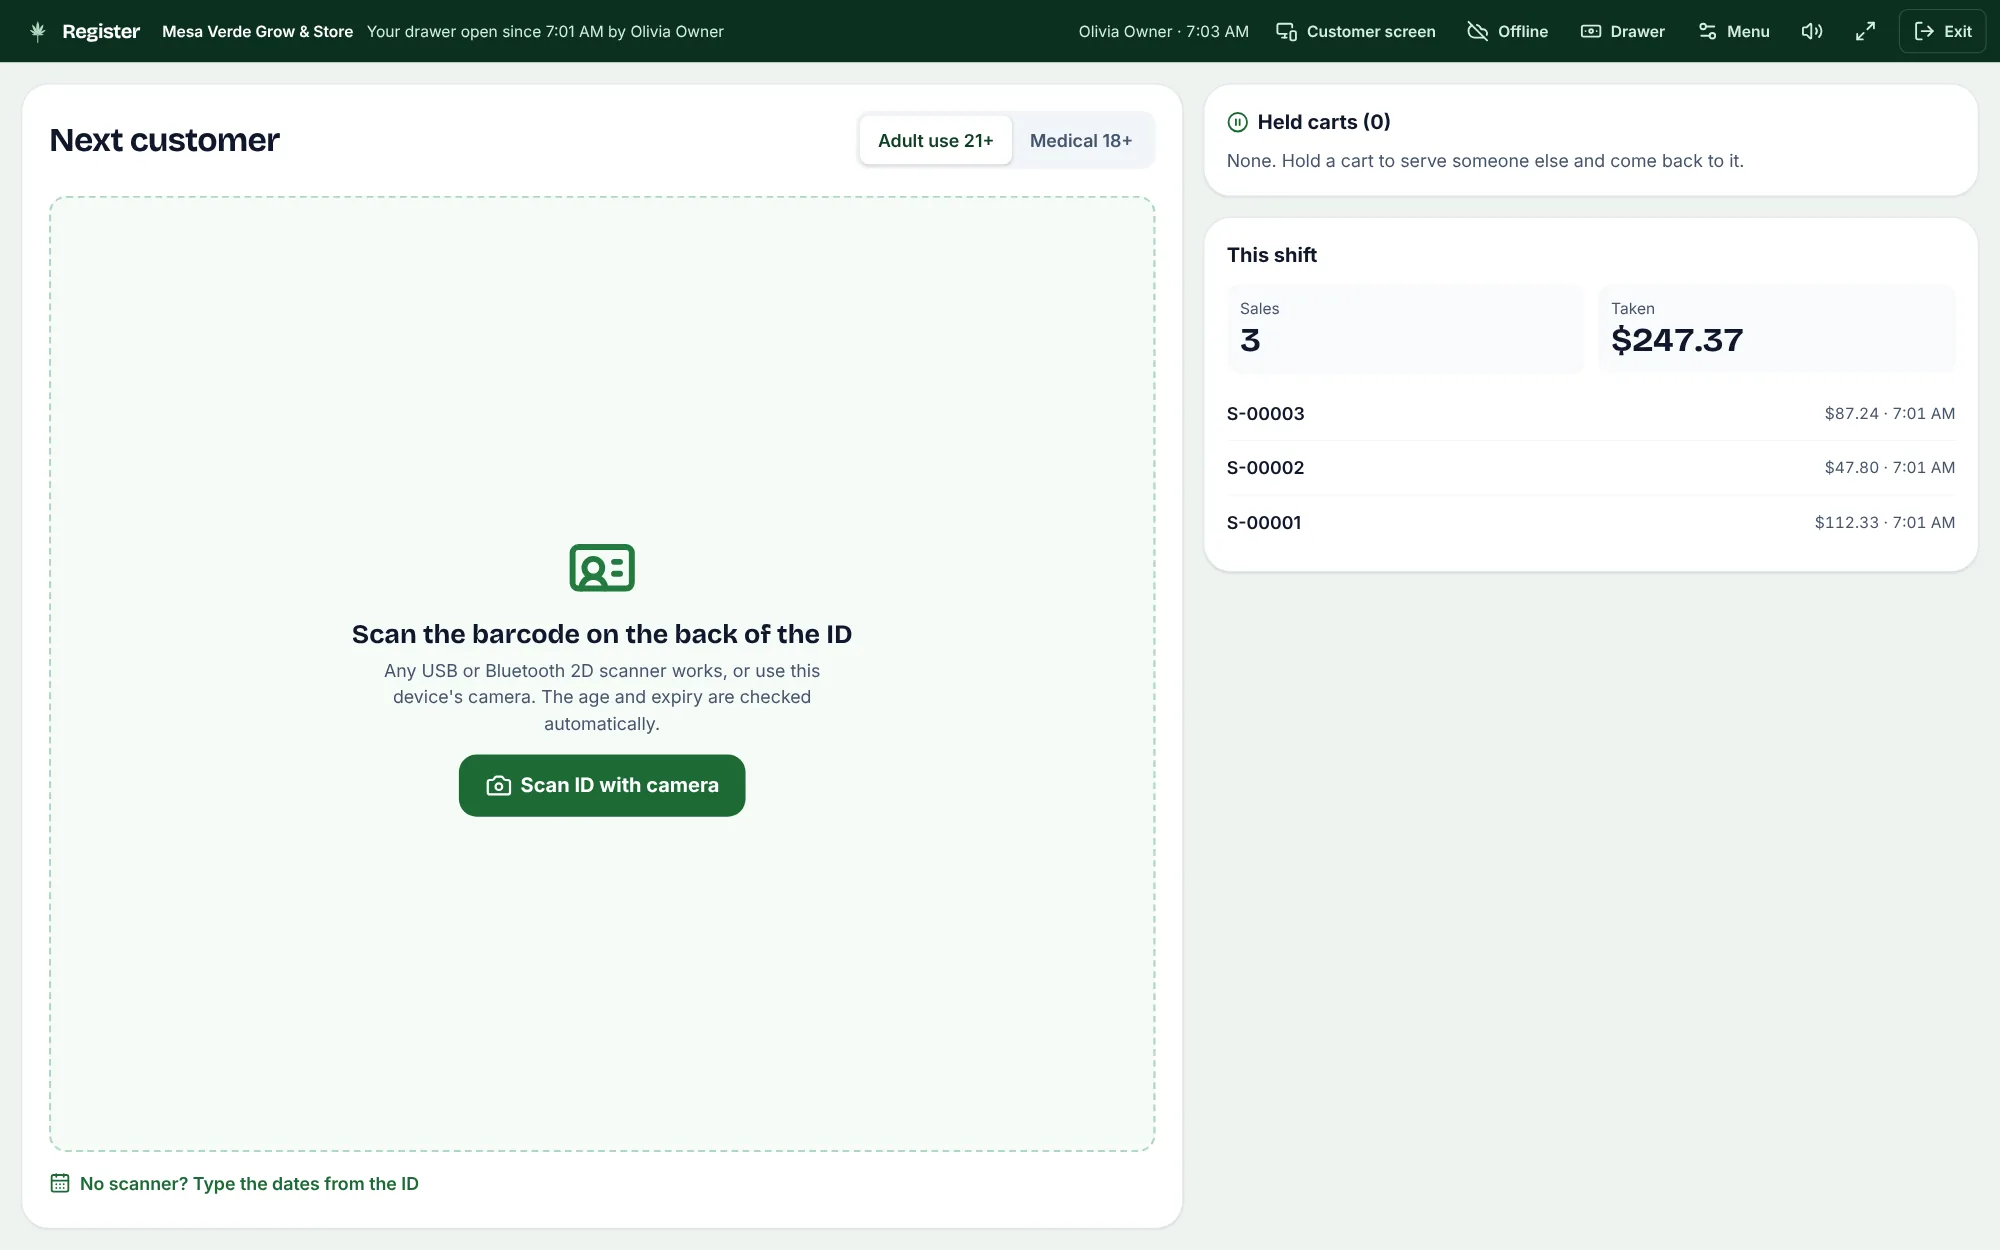 Register
Mesa Verde Grow & Store
Your drawer open since 7:01 AM by Olivia Owner
Olivia Owner · 7:03 AM
Customer screen
Offline
Drawer
Menu
Exit
Next customer
Adult use 21+
Medical 18+
Scan the barcode on the back of the ID
Any USB or Bluetooth 2D scanner works, or use this
device's camera. The age and expiry are checked
automatically.
Scan ID with camera
No scanner? Type the dates from the ID
Held carts (0)
None. Hold a cart to serve someone else and come back to it.
This shift
Sales
3
Taken
$247.37
S-00003 $87.24 · 7:01 AM
S-00002 $47.80 · 7:01 AM
S-00001 $112.33 · 7:01 AM